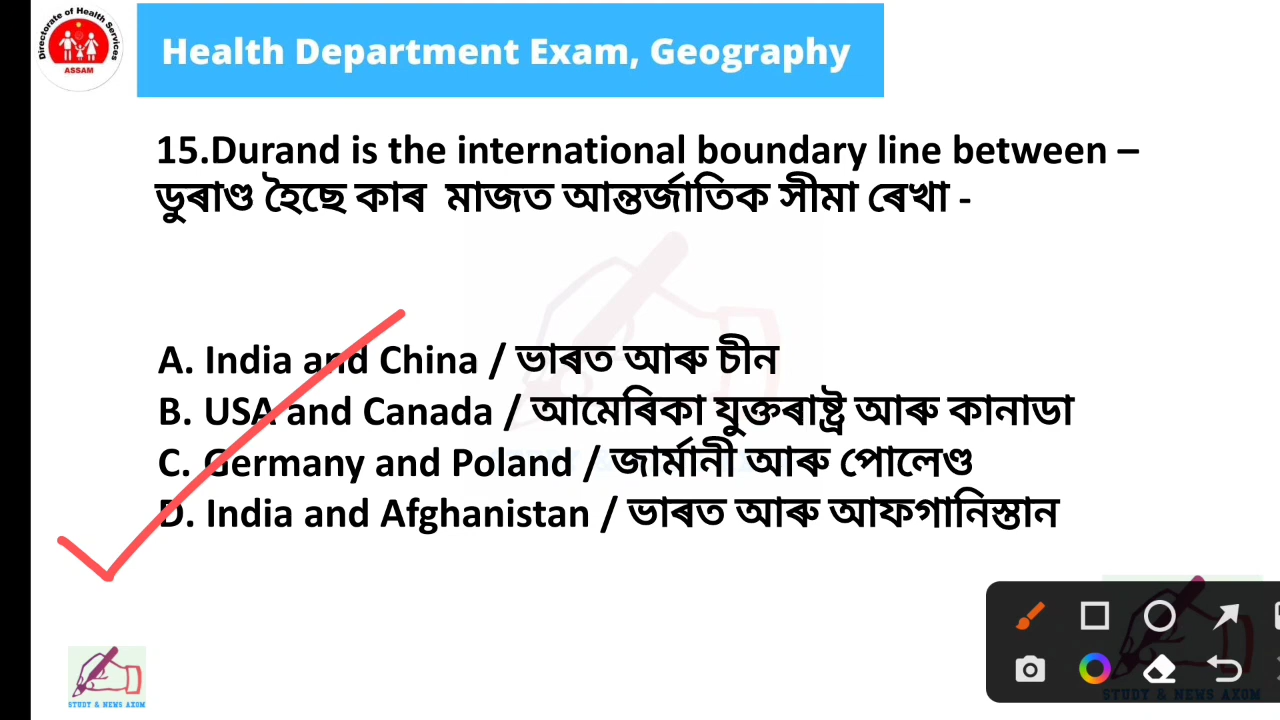 Directorate of Health Services
ASSAM
Health Department Exam, Geography
15.Durand is the international boundary line between –
ডুৰাণ্ড হৈছে কাৰ মাজত আন্তৰ্জাতিক সীমা ৰেখা -
A. India and China / ভাৰত আৰু চীন
B. USA and Canada / আমেৰিকা যুক্তৰাষ্ট্ৰ আৰু কানাডা
C. Germany and Poland / জাৰ্মানী আৰু পোলেণ্ড
D. India and Afghanistan / ভাৰত আৰু আফগানিস্তান
STUDY & NEWS AXOM
STUDY & NEWS AXOM